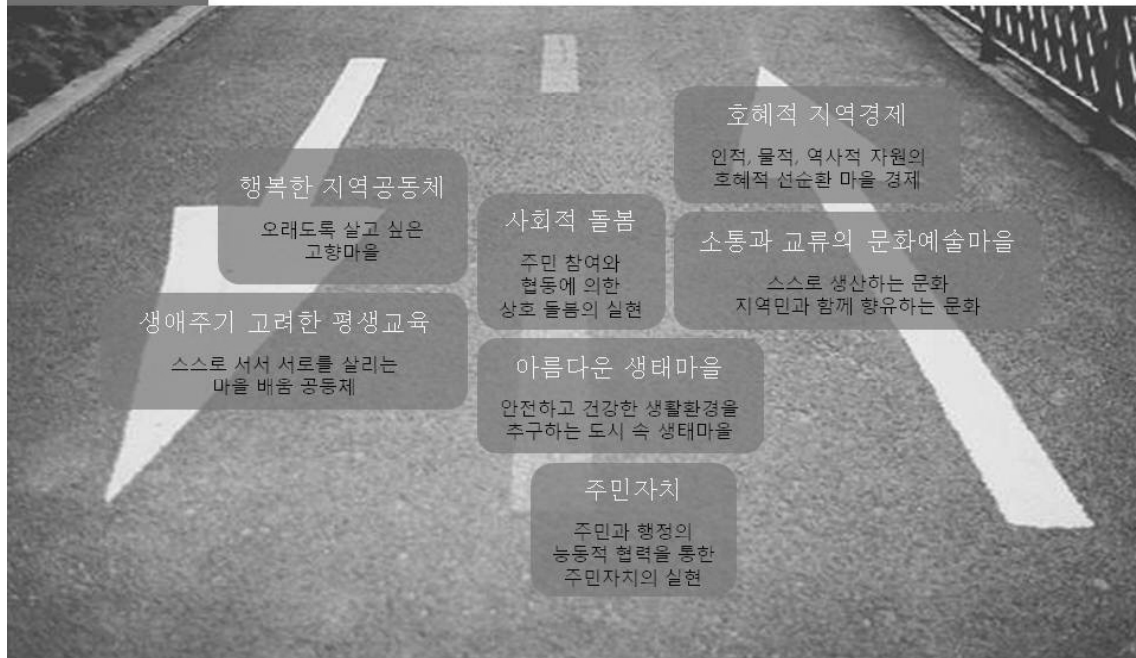 호혜적 지역경제
인적, 물적, 역사적 자원의
호혜적 선순환 마을 경제
행복한 지역공동체
오래도록 살고 싶은
고향마을
사회적 돌봄
주민 참여와
협동에 의한
상호 돌봄의 실현
소통과 교류의 문화예술마을
스스로 생산하는 문화
지역민과 함께 향유하는 문화
생애주기 고려한 평생교육
스스로 서서 서로를 살리는
마을 배움 공동제
아름다운 생태마을
안전하고 건강한 생활환경을
추구하는 도시 속 생태마을
주민자치
주민과 행정의
능동적 협력을 통한
주민자치의 실현